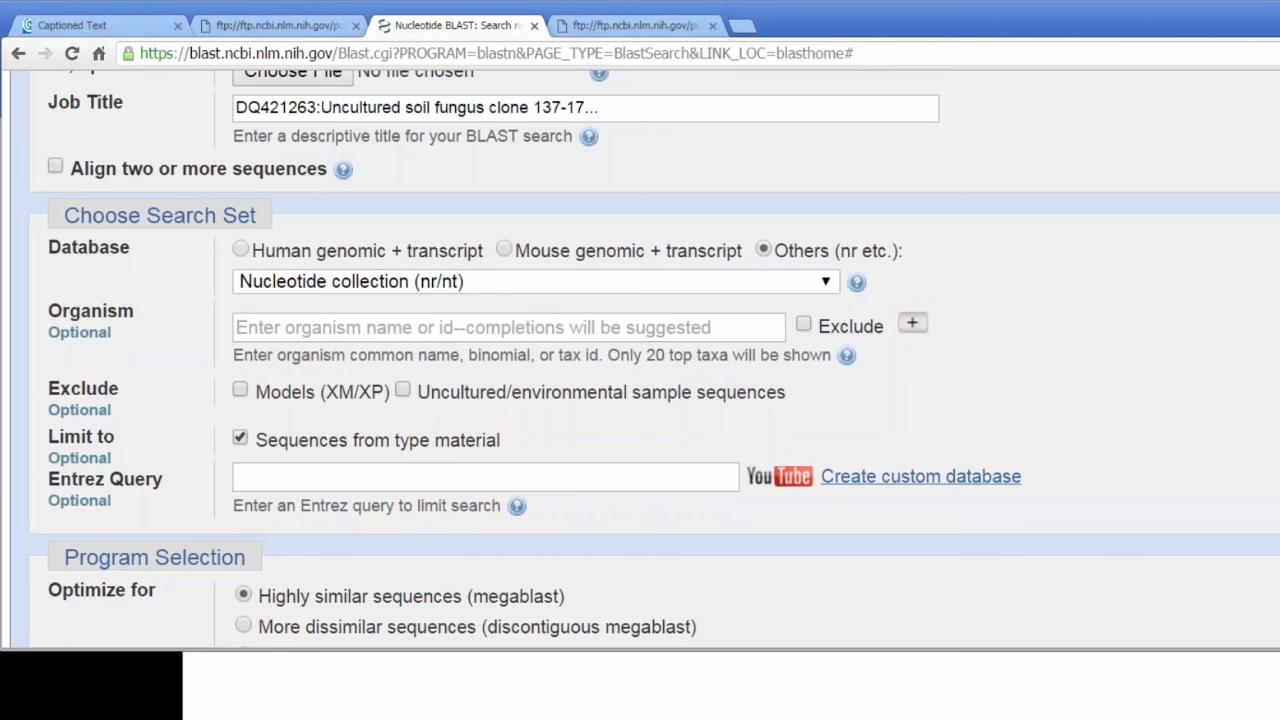 Captioned Text
ftp://ftp.ncbi.nlm.nih.gov/p
Nucleotide BLAST: Search n
ftp://ftp.ncbi.nlm.nih.gov/p
https://blast.ncbi.nlm.nih.gov/Blast.cgi?PROGRAM=blastn&PAGE_TYPE=BlastSearch&LINK_LOC=blasthome#
Choose File No file chosen
Job Title
DQ421263:Uncultured soil fungus clone 137-17...
Enter a descriptive title for your BLAST search
Align two or more sequences
Choose Search Set
Database
Human genomic + transcript Mouse genomic + transcript Others (nr etc.):
Nucleotide collection (nr/nt)
Organism
Optional
Enter organism name or id--completions will be suggested
Exclude +
Enter organism common name, binomial, or tax id. Only 20 top taxa will be shown
Exclude
Optional
Models (XM/XP) Uncultured/environmental sample sequences
Limit to
Optional
Sequences from type material
Entrez Query
Optional
YouTube Create custom database
Enter an Entrez query to limit search
Program Selection
Optimize for
Highly similar sequences (megablast)
More dissimilar sequences (discontiguous megablast)